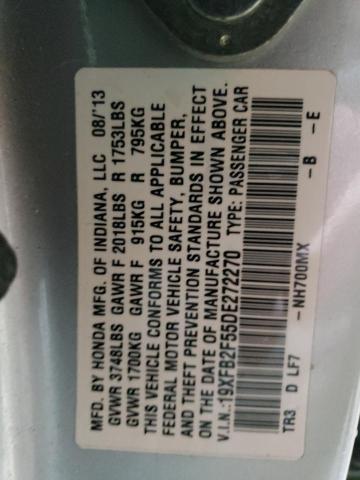 MFD. BY HONDA MFG. OF INDIANA, LLC 08/'13
GVWR 3748LBS GAWR F 2018LBS R 1753LBS
GVWR 1700KG GAWR F 915KG R 795KG
THIS VEHICLE CONFORMS TO ALL APPLICABLE
FEDERAL MOTOR VEHICLE SAFETY, BUMPER,
AND THEFT PREVENTION STANDARDS IN EFFECT
ON THE DATE OF MANUFACTURE SHOWN ABOVE.
V.I.N.:19XFB2F55DE272270 TYPE: PASSENGER CAR
TR3 D LF7 -NH700MX -B -E